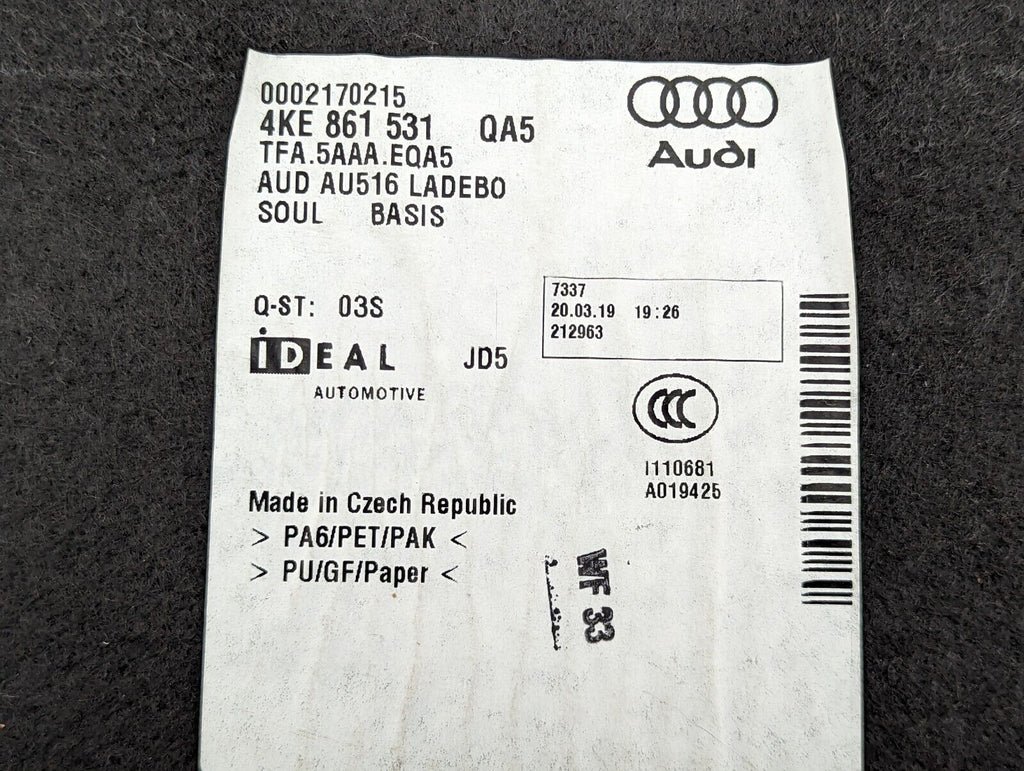 0002170215
4KE 861 531 QA5
TFA.5AAA.EQA5
AUD AU516 LADEBO
SOUL BASIS
Audi
Q-ST: 03S
7337
20.03.19 19:26
212963
iDEAL JD5
AUTOMOTIVE
CCC
I110681
A019425
Made in Czech Republic
> PA6/PET/PAK <
> PU/GF/Paper <
WF 33